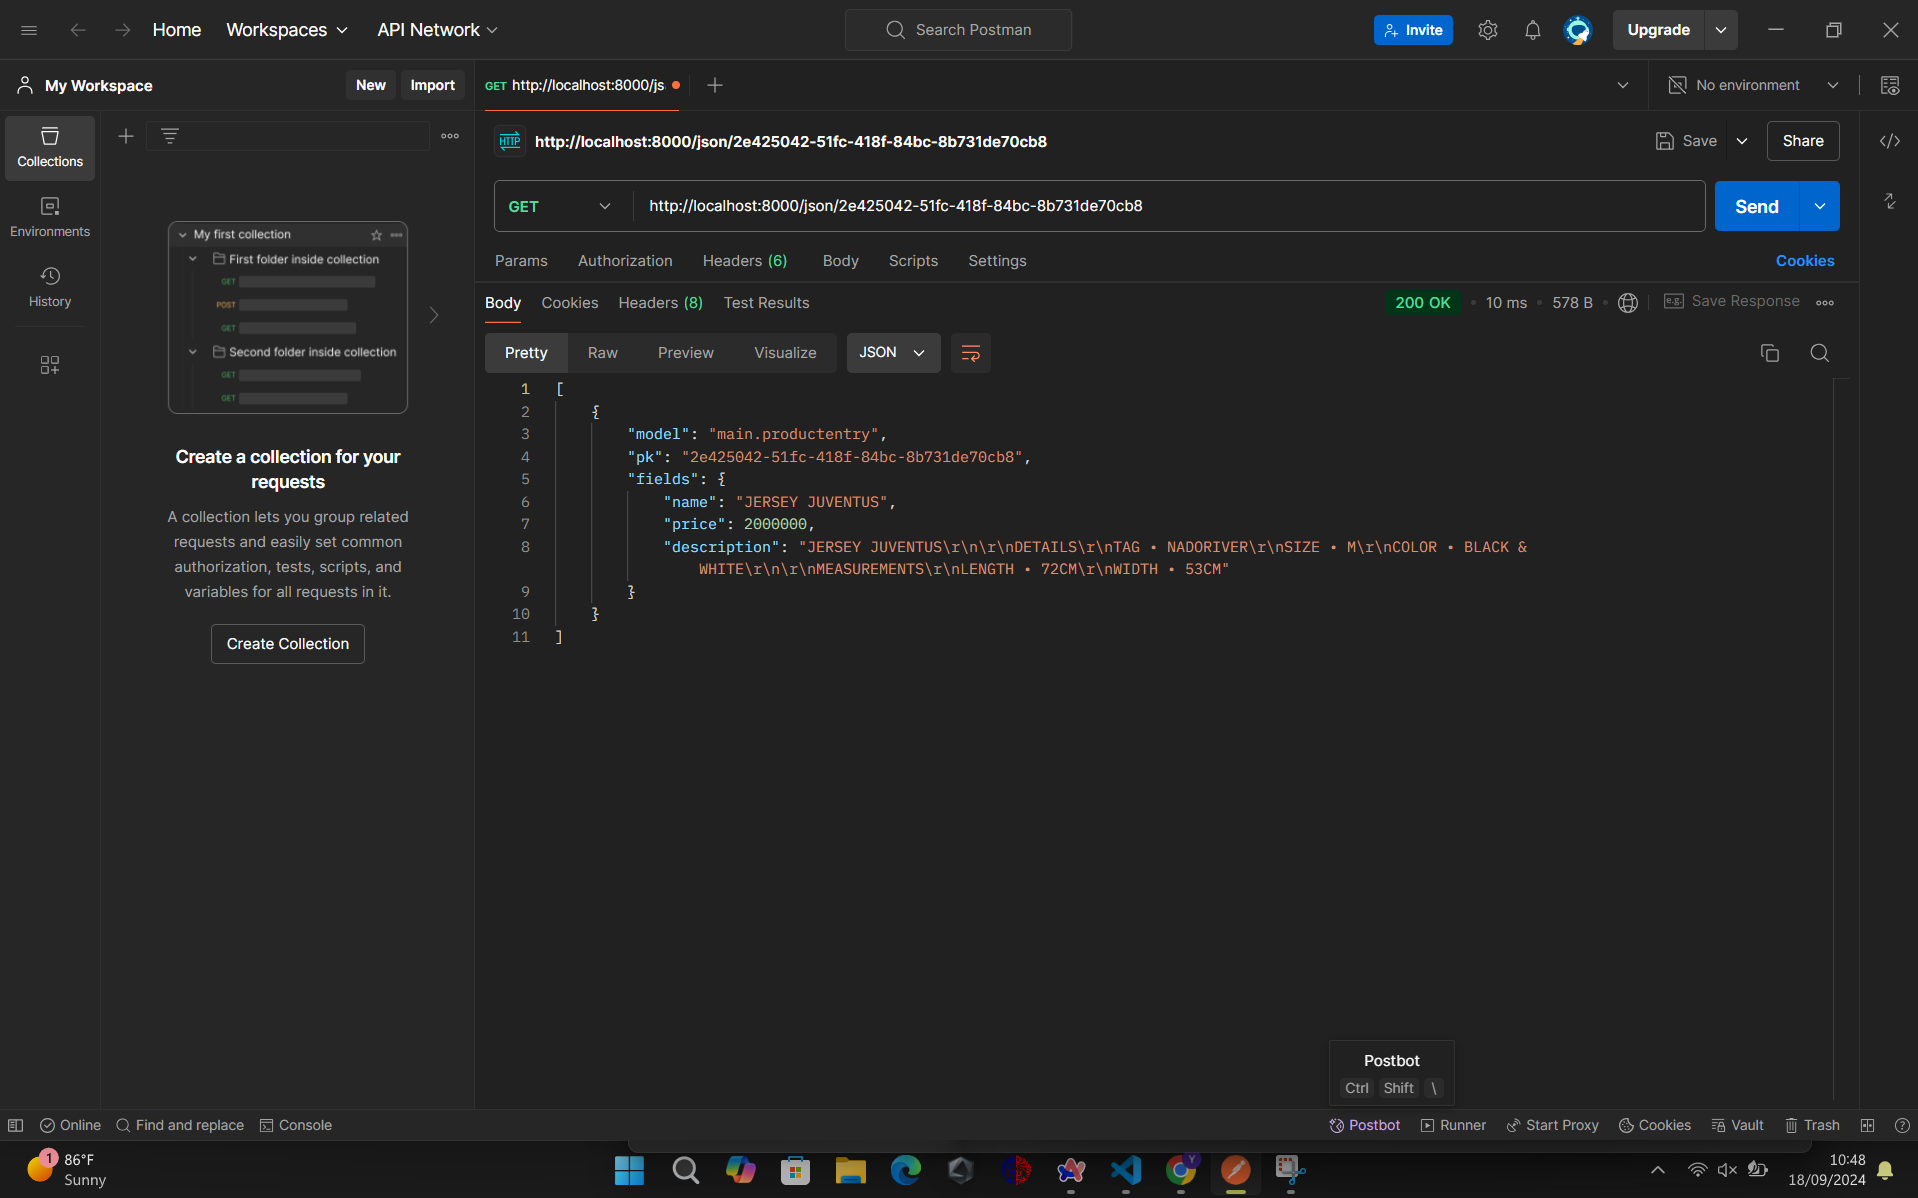 Home
Workspaces
API Network
Search Postman
Invite
Upgrade
My Workspace
New
Import
GET http://localhost:8000/js
No environment
Collections
Environments
History
My first collection
First folder inside collection
GET
POST
GET
Second folder inside collection
GET
GET
Create a collection for your
requests
A collection lets you group related
requests and easily set common
authorization, tests, scripts, and
variables for all requests in it.
Create Collection
HTTP http://localhost:8000/json/2e425042-51fc-418f-84bc-8b731de70cb8
Save
Share
GET
http://localhost:8000/json/2e425042-51fc-418f-84bc-8b731de70cb8
Send
Params
Authorization
Headers (6)
Body
Scripts
Settings
Cookies
Body
Cookies
Headers (8)
Test Results
200 OK • 10 ms • 578 B
e.g. Save Response
Pretty
Raw
Preview
Visualize
JSON
1 [
2 {
3 "model": "main.productentry",
4 "pk": "2e425042-51fc-418f-84bc-8b731de70cb8",
5 "fields": {
6 "name": "JERSEY JUVENTUS",
7 "price": 2000000,
8 "description": "JERSEY JUVENTUS\r\n\r\nDETAILS\r\nTAG • NADORIVER\r\nSIZE • M\r\nCOLOR • BLACK &
WHITE\r\n\r\nMEASUREMENTS\r\nLENGTH • 72CM\r\nWIDTH • 53CM"
9 }
10 }
11 ]
Postbot
Ctrl Shift \
Online
Find and replace
Console
Postbot
Runner
Start Proxy
Cookies
Vault
Trash
1
86°F
Sunny
Y
10:48
18/09/2024